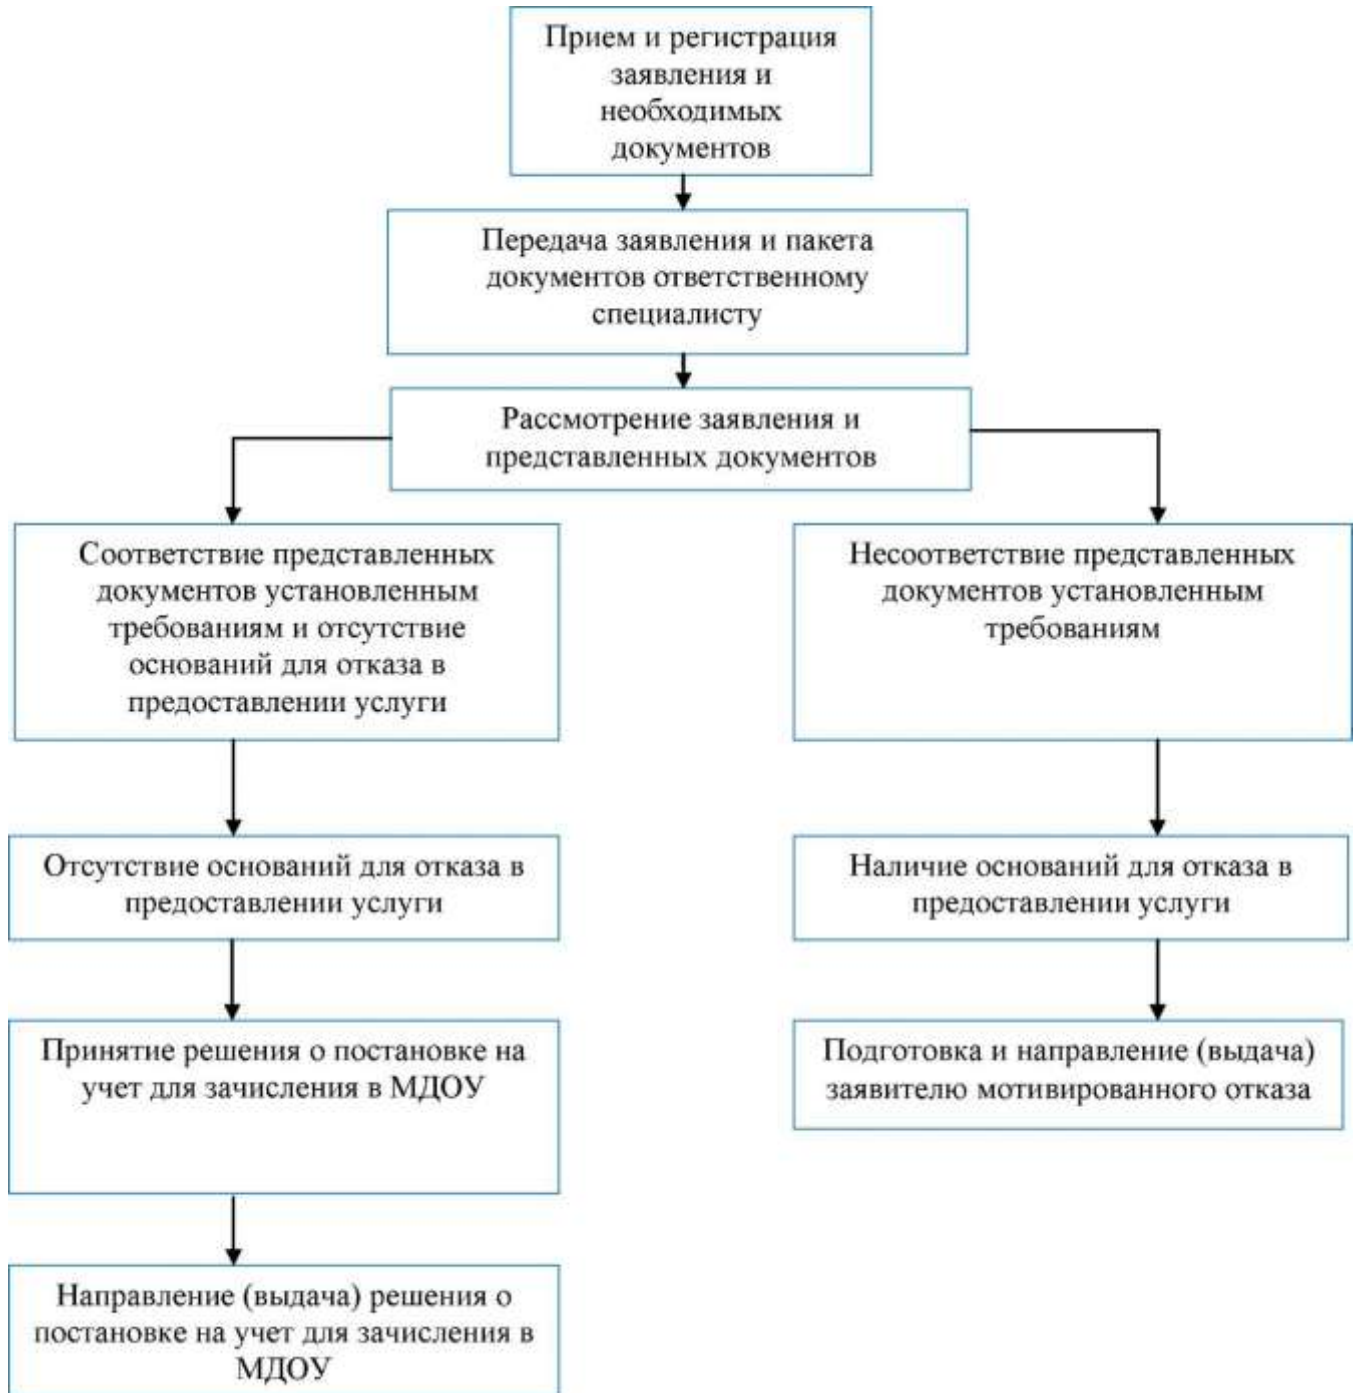 Прием и регистрация
заявления и
необходимых
документов
Передача заявления и пакета
документов ответственному
специалисту
Рассмотрение заявления и
представленных документов
Соответствие представленных
документов установленным
требованиям и отсутствие
оснований для отказа в
предоставлении услуги
Несоответствие представленных
документов установленным
требованиям
Отсутствие оснований для отказа в
предоставлении услуги
Наличие оснований для отказа в
предоставлении услуги
Принятие решения о постановке на
учет для зачисления в МДОУ
Подготовка и направление (выдача)
заявителю мотивированного отказа
Направление (выдача) решения о
постановке на учет для зачисления в
МДОУ